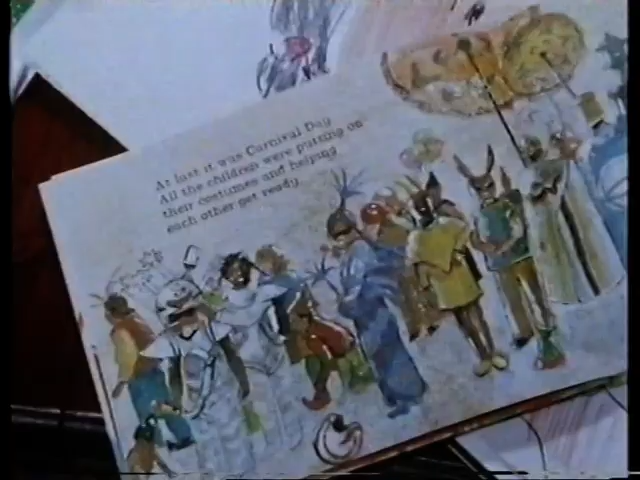 At last it was Carnival Day
All the children were putting on
their costumes and helping
each other get ready